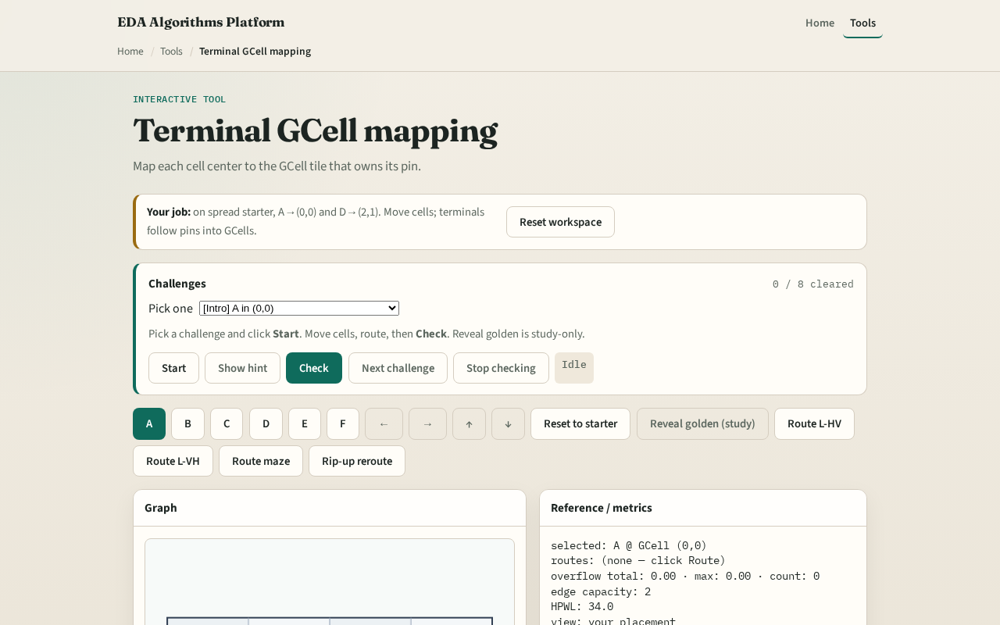 EDA Algorithms Platform
Home
Tools
Home / Tools / Terminal GCell mapping
INTERACTIVE TOOL
Terminal GCell mapping
Map each cell center to the GCell tile that owns its pin.
Your job: on spread starter, A→(0,0) and D→(2,1). Move cells; terminals
follow pins into GCells.
Reset workspace
Challenges
0 / 8 cleared
Pick one [Intro] A in (0,0)
Pick a challenge and click Start. Move cells, route, then Check. Reveal golden is study-only.
Start Show hint Check Next challenge Stop checking Idle
A B C D E F ← → ↑ ↓ Reset to starter Reveal golden (study) Route L-HV
Route L-VH Route maze Rip-up reroute
Graph
Reference / metrics
selected: A @ GCell (0,0)
routes: (none — click Route)
overflow total: 0.00 · max: 0.00 · count: 0
edge capacity: 2
HPWL: 34.0
view: your placement